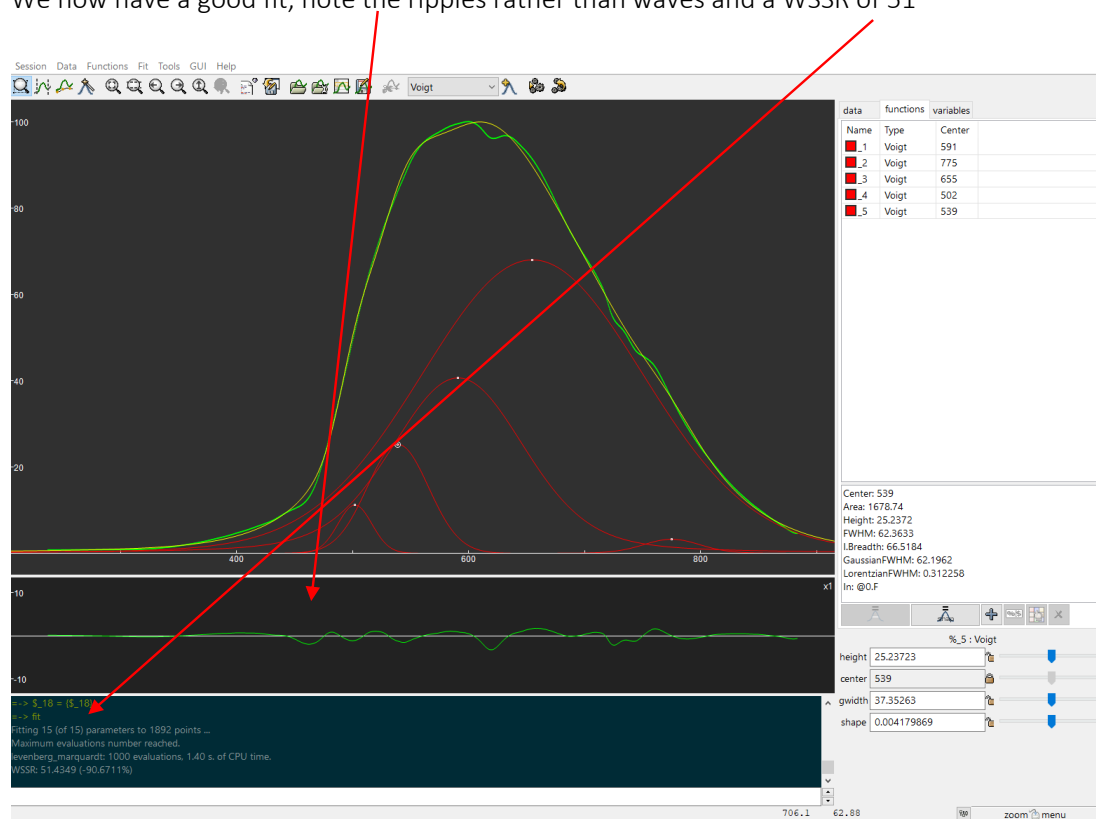 We now have a good fit, note the ripples rather than waves and a WSSR of 51
Session Data Functions Fit Tools GUI Help
Voigt
data functions variables
Name Type Center
_1 Voigt 591
_2 Voigt 775
_3 Voigt 655
_4 Voigt 502
_5 Voigt 539
100
80
60
40
20
400 600 800
x1
10
-10
Center: 539
Area: 1678.74
Height: 25.2372
FWHM: 62.3633
I.Breadth: 66.5184
GaussianFWHM: 62.1962
LorentzianFWHM: 0.312258
In: @0.F
%_5 : Voigt
height 25.23723
center 539
gwidth 37.35263
shape 0.004179869
=-> $_18 = {$_18}
=-> fit
Fitting 15 (of 15) parameters to 1892 points ...
Maximum evaluations number reached.
levenberg_marquardt: 1000 evaluations, 1.40 s. of CPU time.
WSSR: 51.4349 (-90.6711%)
706.1 62.88
zoom menu